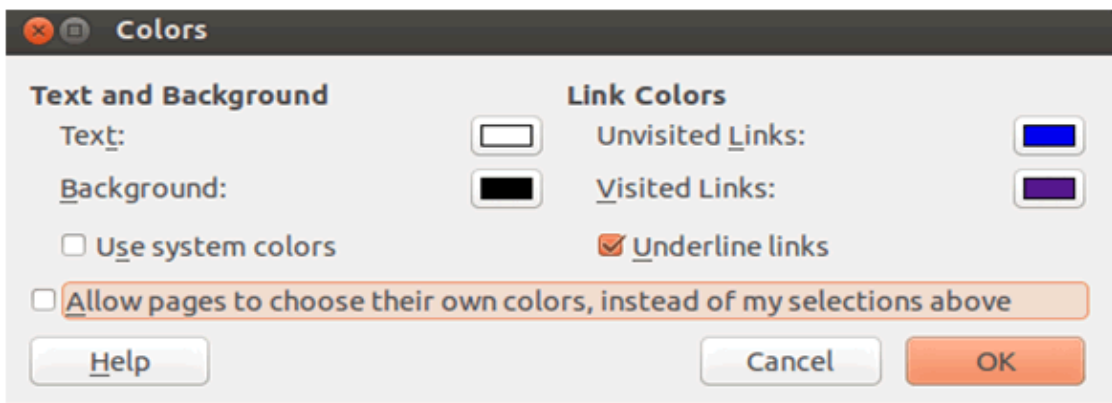 Colors
Text and Background
Link Colors
Text:
Unvisited Links:
Background:
Visited Links:
Use system colors
Underline links
Allow pages to choose their own colors, instead of my selections above
Help
Cancel
OK